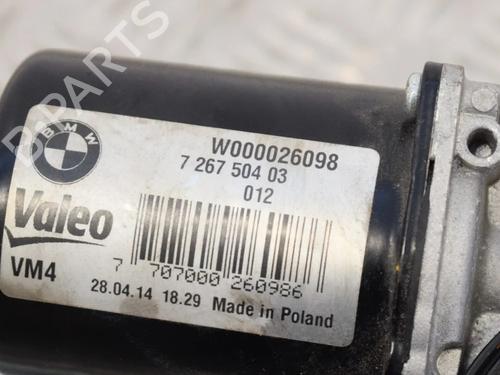 B-PARTS
BMW
W000026098
7 267 504 03
012
Valeo
VM4
7 707000 260986
28.04.14 18.29 Made in Poland